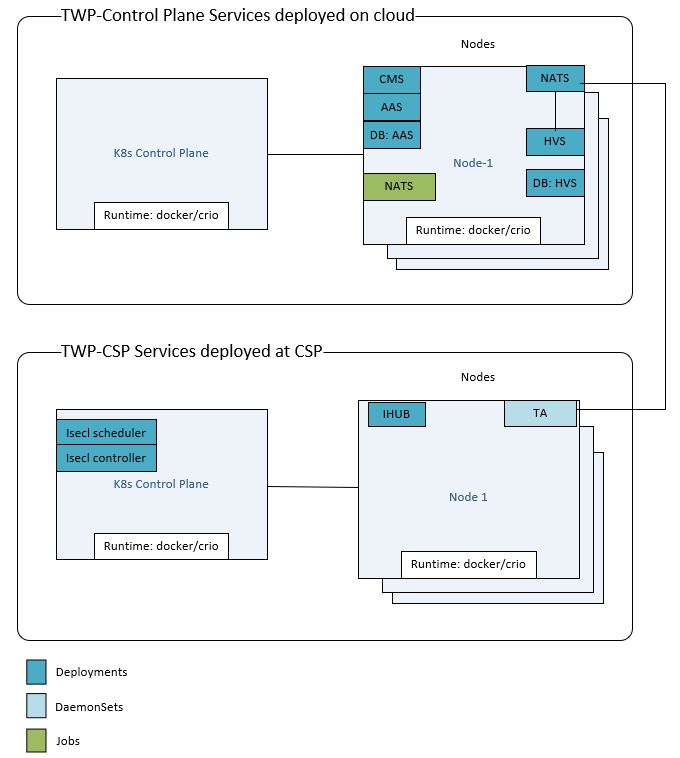 TWP-Control Plane Services deployed on cloud
Nodes
CMS
NATS
AAS
DB: AAS
HVS
K8s Control Plane
Node-1
NATS
DB: HVS
Runtime: docker/crio
Runtime: docker/crio
TWP-CSP Services deployed at CSP
Nodes
IHUB
TA
Isecl scheduler
Isecl controller
K8s Control Plane
Node 1
Runtime: docker/crio
Runtime: docker/crio
Deployments
DaemonSets
Jobs